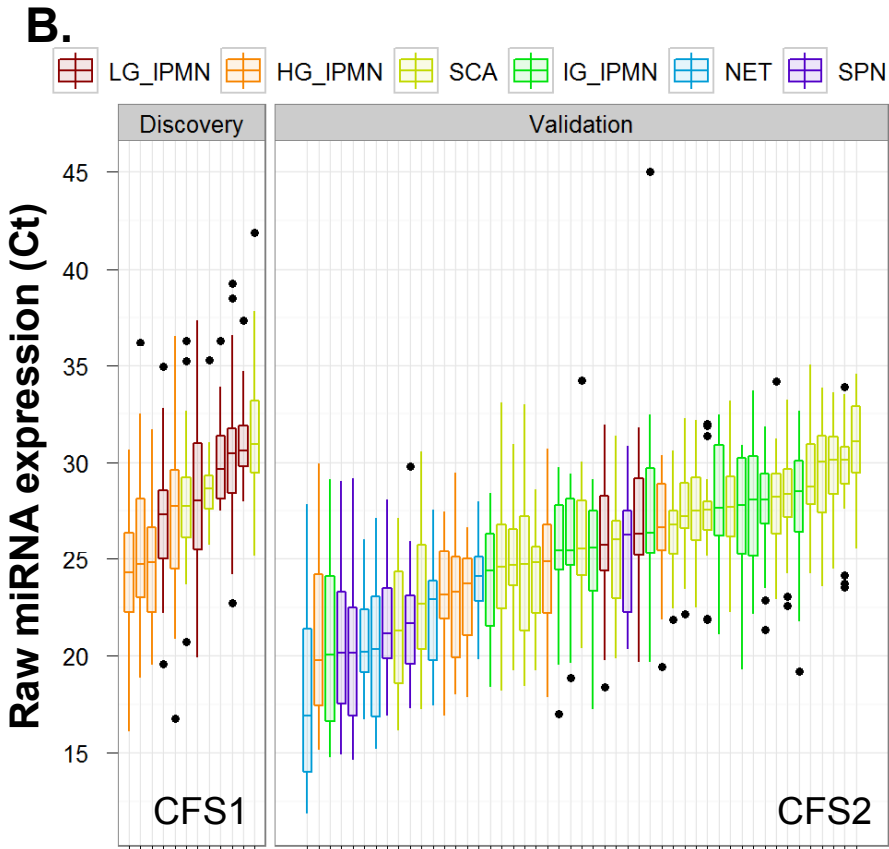 B.
LG_IPMN HG_IPMN SCA IG_IPMN NET SPN
Discovery Validation
Raw miRNA expression (Ct)
45
40
35
30
25
20
15
CFS1 CFS2